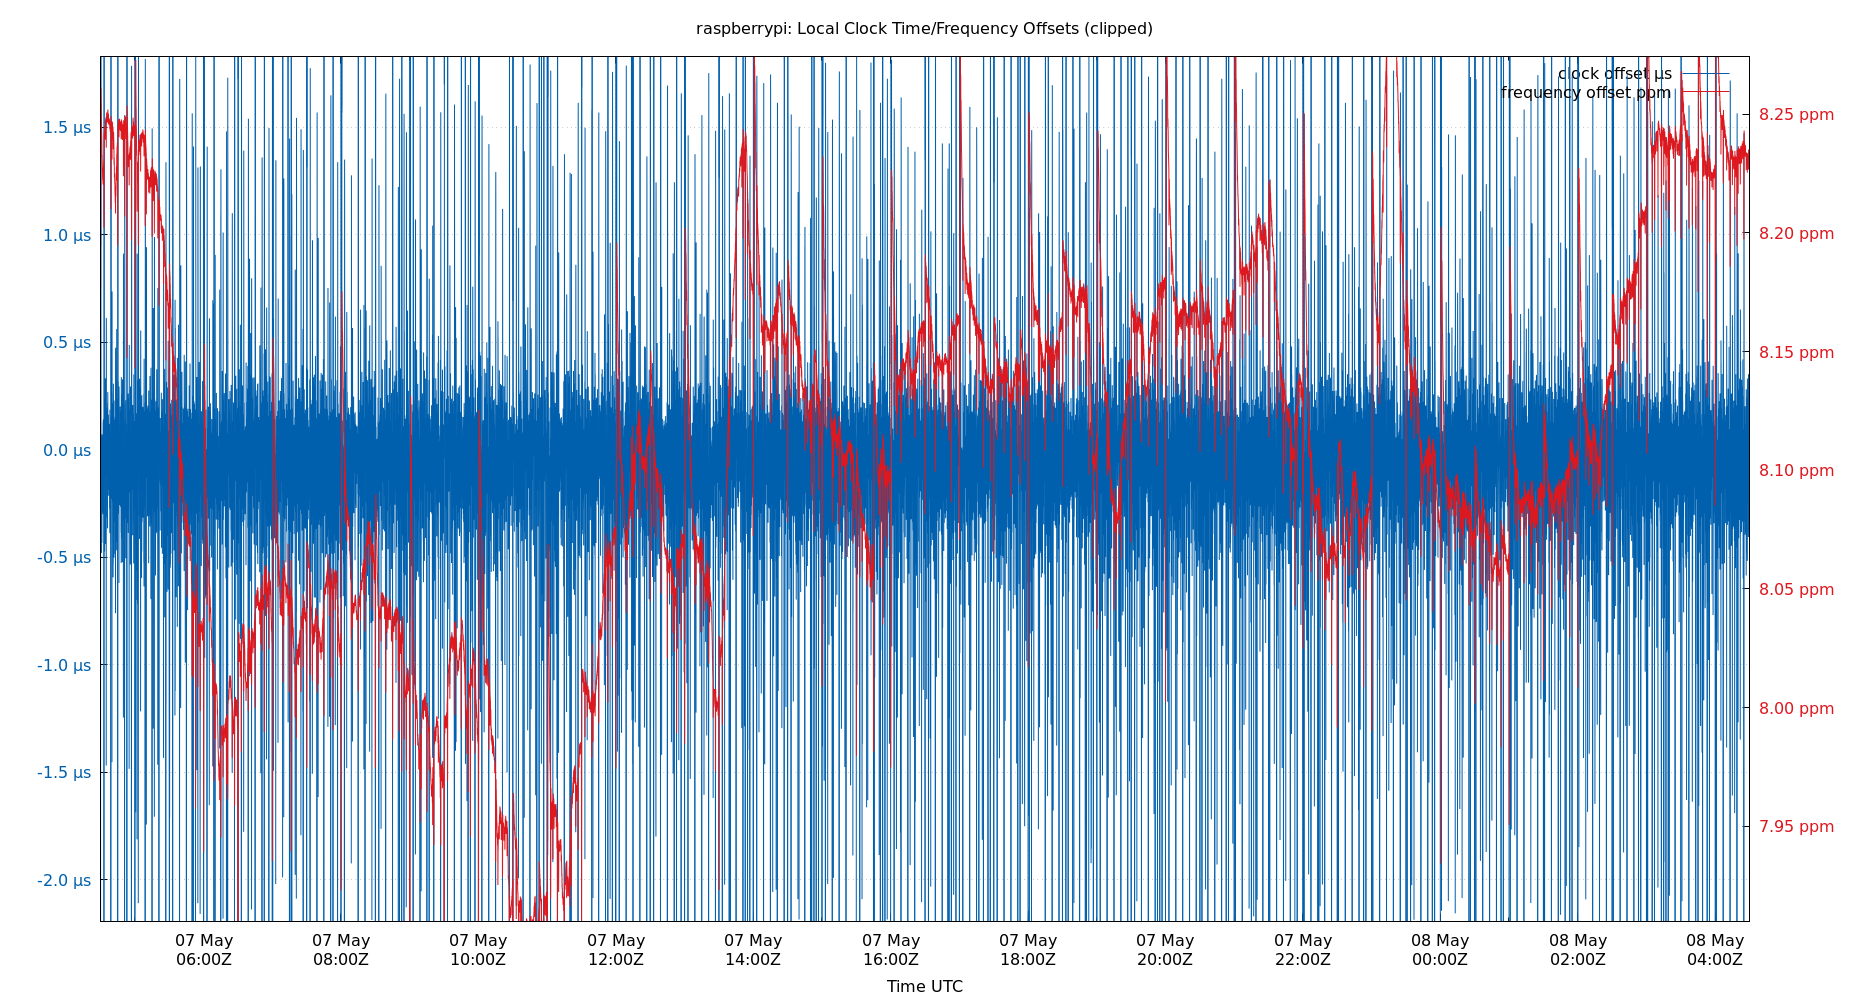 raspberrypi: Local Clock Time/Frequency Offsets (clipped)
clock offset µs
frequency offset ppm
1.5 µs
1.0 µs
0.5 µs
0.0 µs
-0.5 µs
-1.0 µs
-1.5 µs
-2.0 µs
8.25 ppm
8.20 ppm
8.15 ppm
8.10 ppm
8.05 ppm
8.00 ppm
7.95 ppm
07 May 07 May 07 May 07 May 07 May 07 May 07 May 07 May 07 May 08 May 08 May 08 May
06:00Z 08:00Z 10:00Z 12:00Z 14:00Z 16:00Z 18:00Z 20:00Z 22:00Z 00:00Z 02:00Z 04:00Z
Time UTC